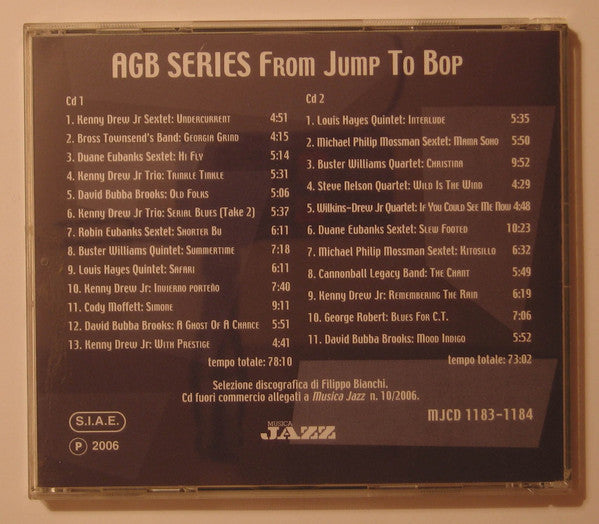 AGB SERIES From Jump To Bop
Cd 1
1. Kenny Drew Jr Sextet: Undercurrent 4:51
2. Bross Townsend's Band: Georgia Grind 4:15
3. Duane Eubanks Sextet: Hi Fly 5:14
4. Kenny Drew Jr Trio: Trinkle Tinkle 5:31
5. David Bubba Brooks: Old Folks 5:06
6. Kenny Drew Jr Trio: Serial Blues (Take 2) 5:37
7. Robin Eubanks Sextet: Shorter Bu 6:11
8. Buster Williams Quintet: Summertime 7:18
9. Louis Hayes Quintet: Safari 6:11
10. Kenny Drew Jr: Invierno porteño 7:40
11. Cody Moffett: Simone 9:11
12. David Bubba Brooks: A Ghost Of A Chance 5:51
13. Kenny Drew Jr: With Prestige 4:41
tempo totale: 78:10
Cd 2
1. Louis Hayes Quintet: Interlude 5:35
2. Michael Philip Mossman Sextet: Mama Soho 5:50
3. Buster Williams Quartet: Christina 9:52
4. Steve Nelson Quartet: Wild Is The Wind 4:29
5. Wilkins-Drew Jr Quartet: If You Could See Me Now 4:48
6. Duane Eubanks Sextet: Slew Footed 10:23
7. Michael Philip Mossman Sextet: Kitosillo 6:32
8. Cannonball Legacy Band: The Chant 5:49
9. Kenny Drew Jr: Remembering The Rain 6:19
10. George Robert: Blues For C.T. 7:06
11. David Bubba Brooks: Mood Indigo 5:52
tempo totale: 73:02
Selezione discografica di Filippo Bianchi.
Cd fuori commercio allegati a Musica Jazz n. 10/2006.
S.I.A.E.
P 2006
MUSICA
JAZZ
MJCD 1183-1184